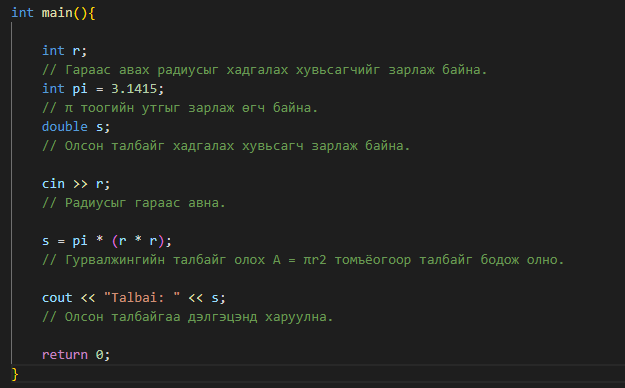 int main(){
int r;
// Гараас авах радиусыг хадгалах хувьсагчийг зарлаж байна.
int pi = 3.1415;
// π тоогийн утгыг зарлаж өгч байна.
double s;
// Олсон талбайг хадгалах хувьсагч зарлаж байна.
cin >> r;
// Радиусыг гараас авна.
s = pi * (r * r);
// Гурвалжингийн талбайг олох A = πr2 томъёогоор талбайг бодож олно.
cout << "Talbai: " << s;
// Олсон талбайгаа дэлгэцэнд харуулна.
return 0;
}